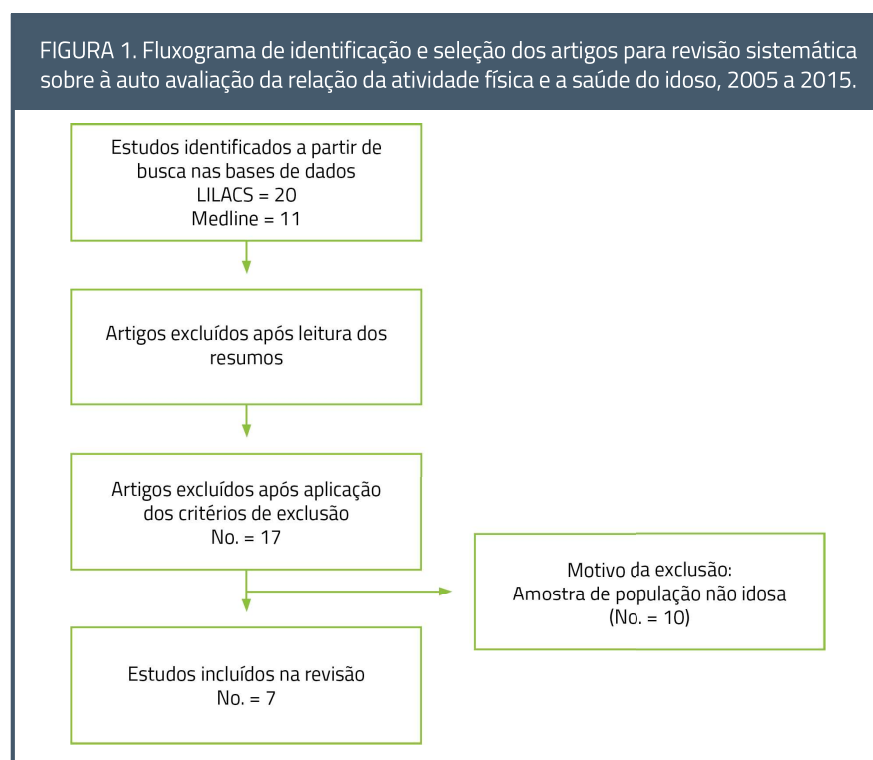 FIGURA 1. Fluxograma de identificação e seleção dos artigos para revisão sistemática
sobre à auto avaliação da relação da atividade física e a saúde do idoso, 2005 a 2015.
Estudos identificados a partir de
busca nas bases de dados
LILACS = 20
Medline = 11
Artigos excluídos após leitura dos
resumos
Artigos excluídos após aplicação
dos critérios de exclusão
No. = 17
Motivo da exclusão:
Amostra de população não idosa
(No. = 10)
Estudos incluídos na revisão
No. = 7